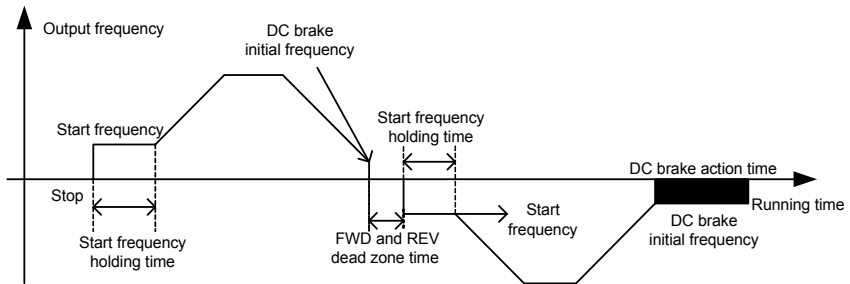 Output frequency
DC brake
initial frequency
Start frequency
Start frequency
holding time
Stop
DC brake action time
Running time
Start frequency
holding time
FWD and REV
dead zone time
Start
frequency
DC brake
initial frequency